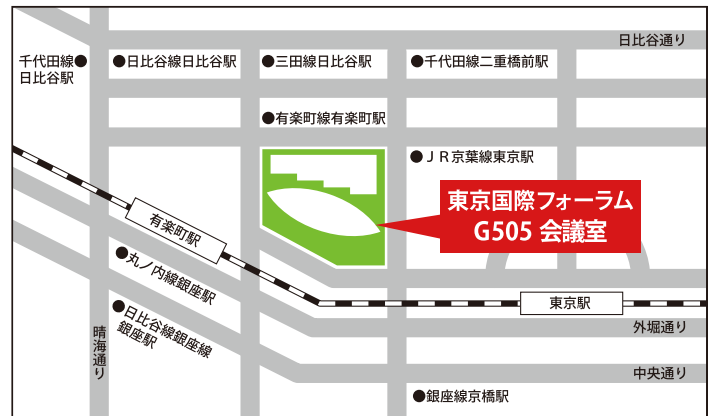 日比谷通り
千代田線●
日比谷駅
●日比谷線日比谷駅
●三田線日比谷駅
●千代田線二重橋前駅
●有楽町線有楽町駅
●JR京葉線東京駅
東京国際フォーラム
G505 会議室
有楽町駅
●丸ノ内線銀座駅
●日比谷線銀座線
銀座駅
東京駅
外堀通り
晴海通り
中央通り
●銀座線京橋駅